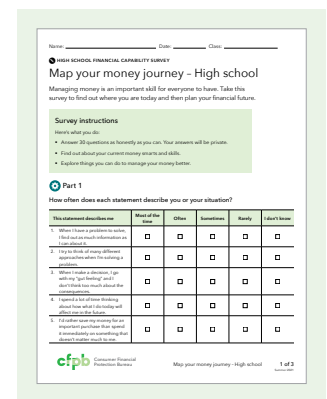 Name: Date: Class:
HIGH SCHOOL FINANCIAL CAPABILITY SURVEY
Map your money journey – High school
Managing money is an important skill for everyone to have. Take this
survey to find out where you are today and then plan your financial future.
Survey instructions
Here's what you do:
• Answer 30 questions as honestly as you can. Your answers will be private.
• Find out about your current money smarts and skills.
• Explore things you can do to manage your money better.
Part 1
How often does each statement describe you or your situation?
This statement describes me Most of the time Often Sometimes Rarely I don't know
1. When I have a problem to solve,
I find out as much information as
I can about it.
2. I try to think of many different
approaches when I'm solving a
problem.
3. When I make a decision, I go
with my "gut feeling" and I
don't think too much about the
consequences.
4. I spend a lot of time thinking
about how what I do today will
affect me in the future.
5. I'd rather save my money for an
important purchase than spend
it immediately on something that
doesn't matter much to me.
cfpb Consumer Financial
Protection Bureau
Map your money journey –High school 1 of 3